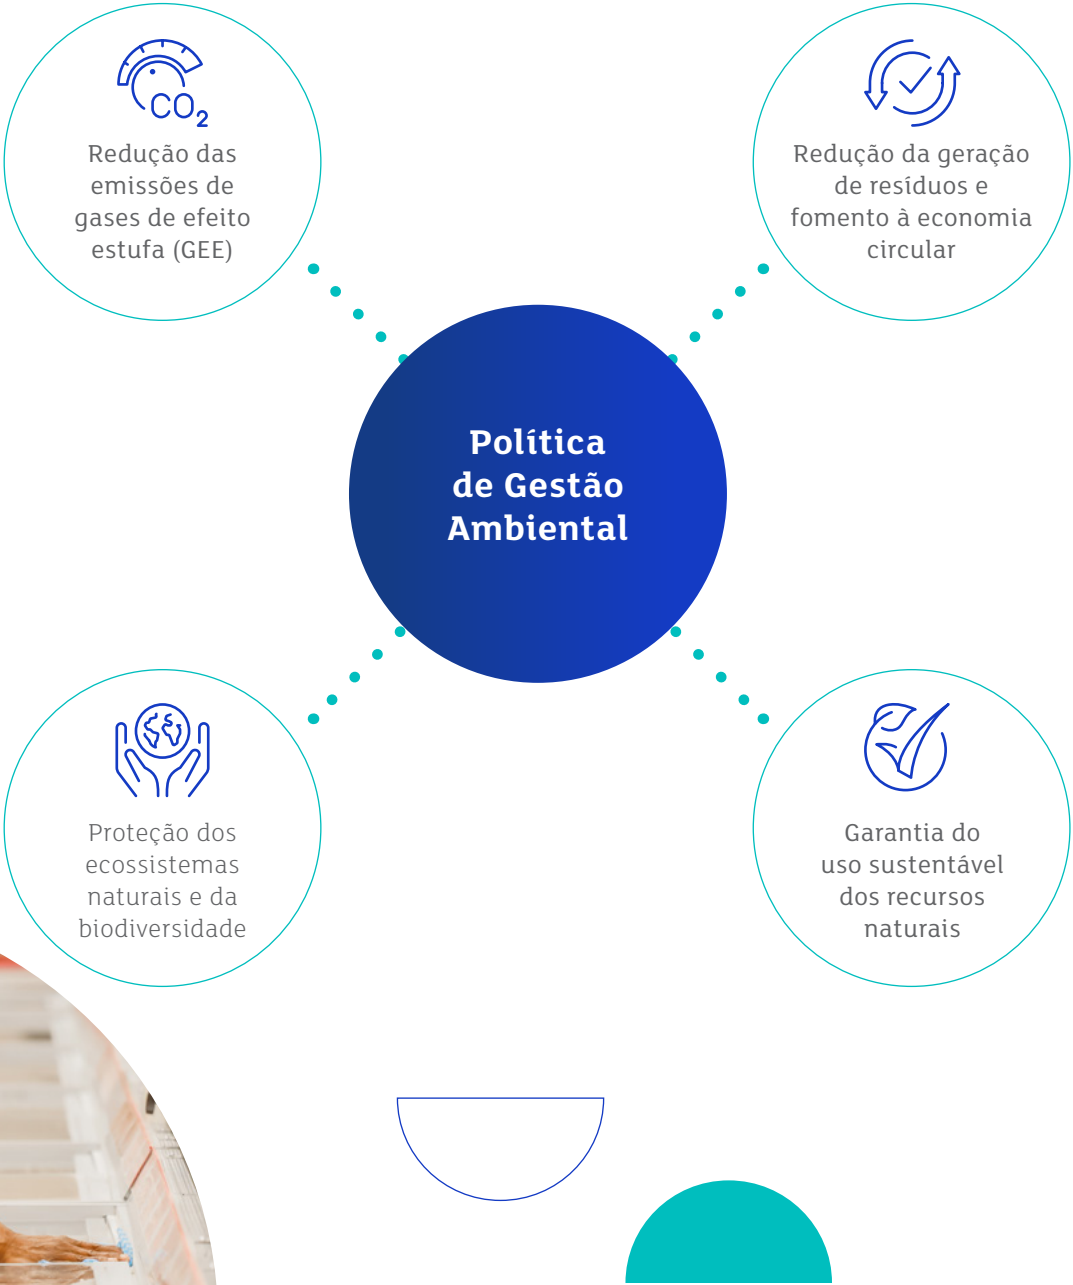 CO2
Redução das
emissões de
gases de efeito
estufa (GEE)
Redução da geração
de resíduos e
fomento à economia
circular
Política
de Gestão
Ambiental
Proteção dos
ecossistemas
naturais e da
biodiversidade
Garantia do
uso sustentável
dos recursos
naturais